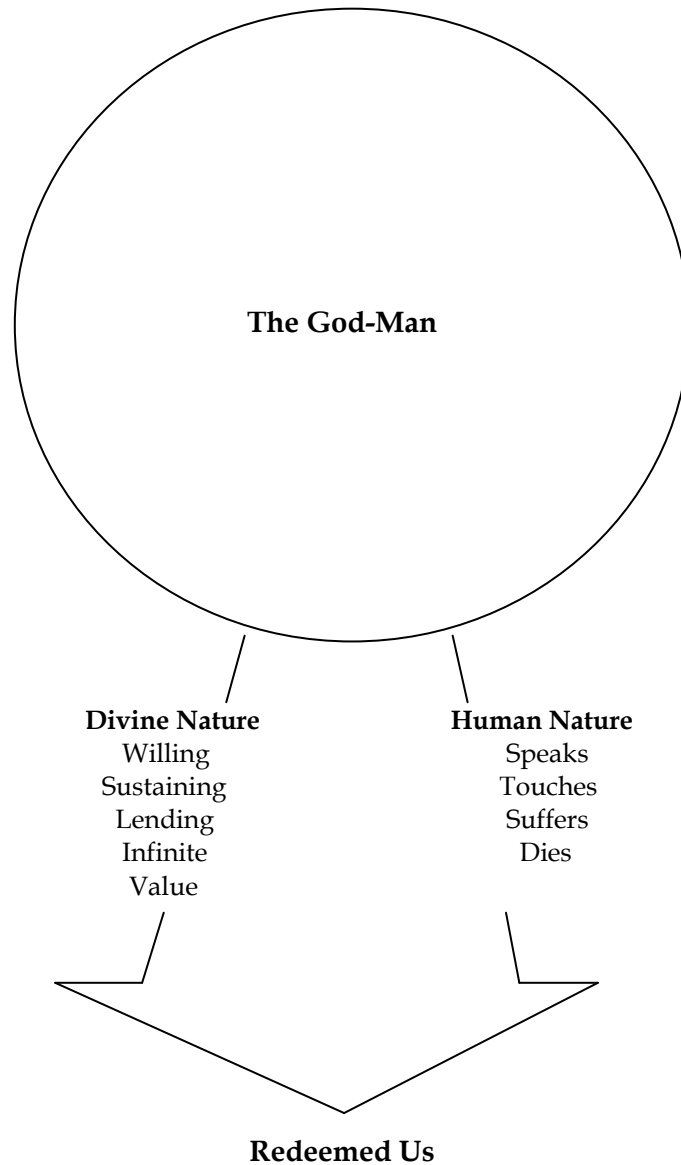 The God-Man
Divine Nature
Willing
Sustaining
Lending
Infinite
Value
Human Nature
Speaks
Touches
Suffers
Dies
Redeemed Us